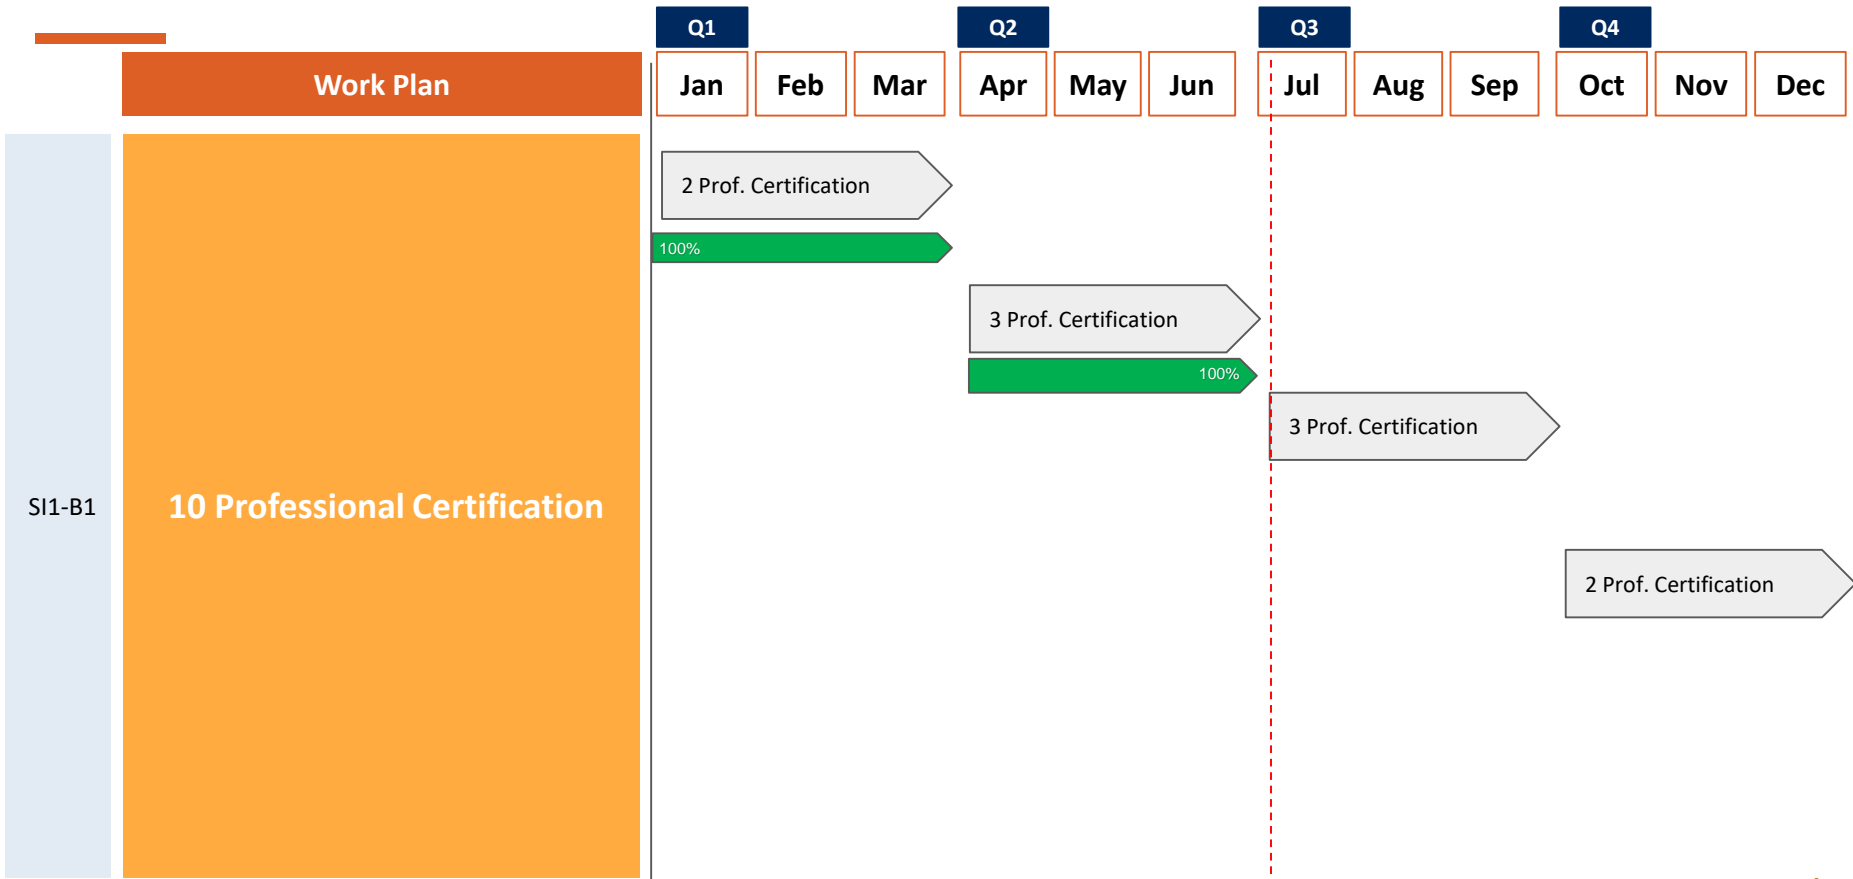 Q1
Q2
Q3
Q4
Work Plan
Jan
Feb
Mar
Apr
May
Jun
Jul
Aug
Sep
Oct
Nov
Dec
2 Prof. Certification
100%
3 Prof. Certification
100%
3 Prof. Certification
SI1-B1
10 Professional Certification
2 Prof. Certification